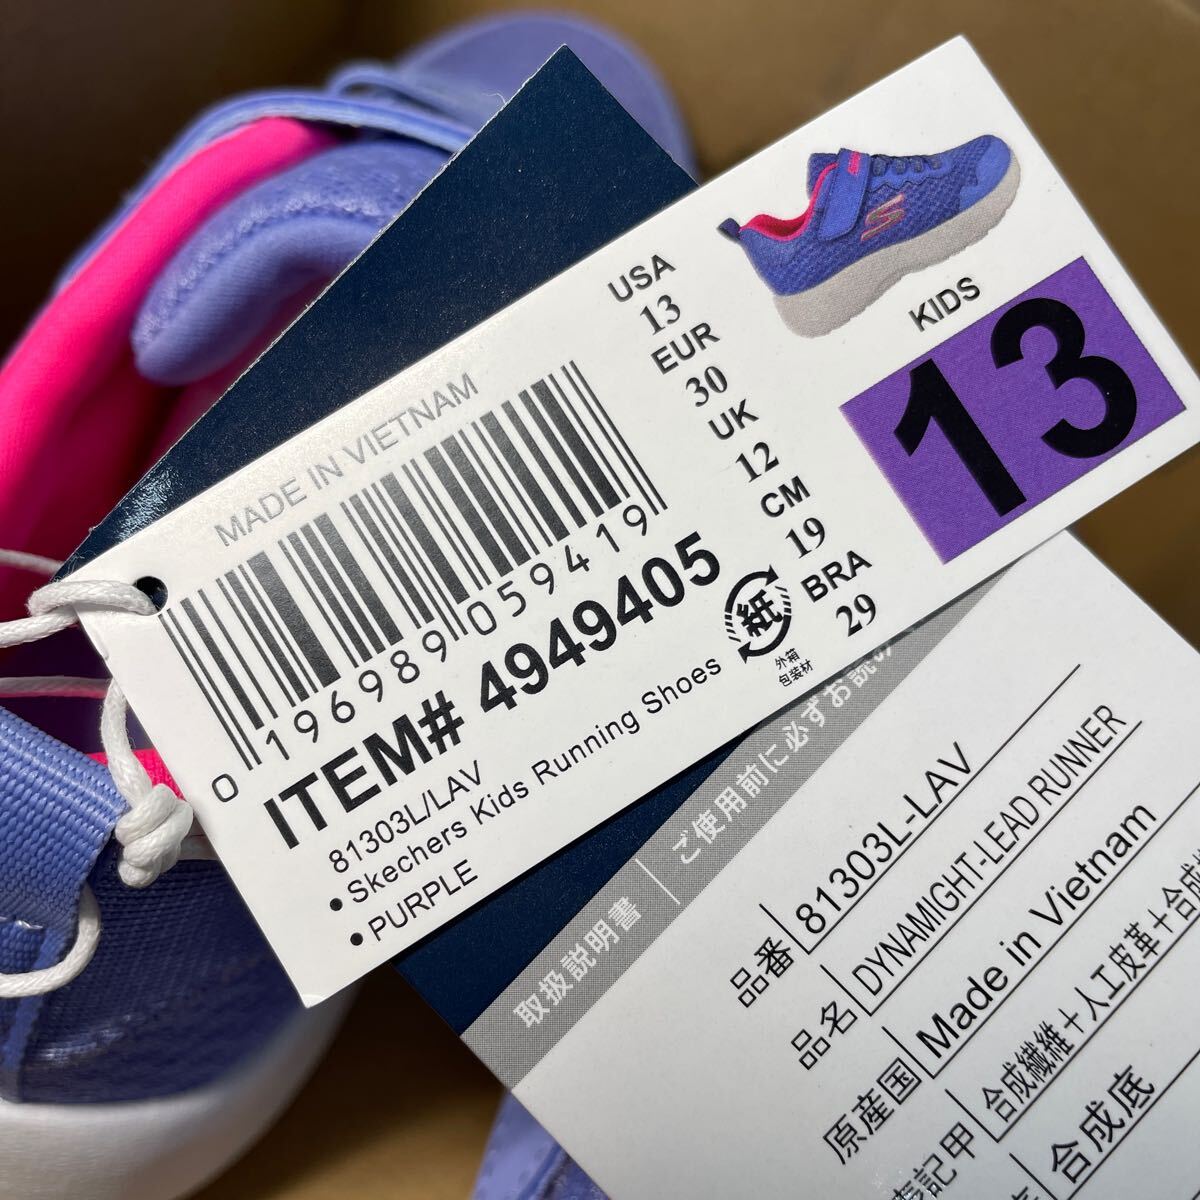 MADE IN VIETNAM
0 196989 059419
ITEM# 4949405
81303L/LAV
• Skechers Kids Running Shoes
• PURPLE
USA
13
EUR
30
UK
12
CM
19
BRA
29
紙
外箱
包装材
KIDS
13
取扱説明書
ご使用前に必ずお読み
品番 81303L-LAV
品名 DYNAMIGHT-LEAD RUNNER
原産国 Made in Vietnam
記甲 合成繊維+人工皮革+合成
合成底